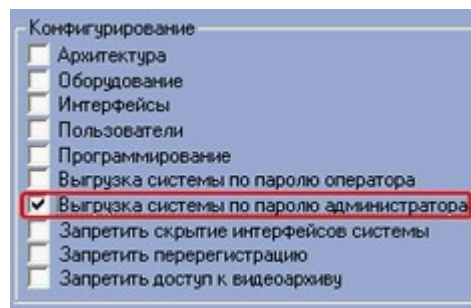 Конфигурирование
Архитектура
Оборудование
Интерфейсы
Пользователи
Программирование
Выгрузка системы по паролю оператора
Выгрузка системы по паролю администратора
Запретить скрытие интерфейсов системы
Запретить перерегистрацию
Запретить доступ к видеоархиву